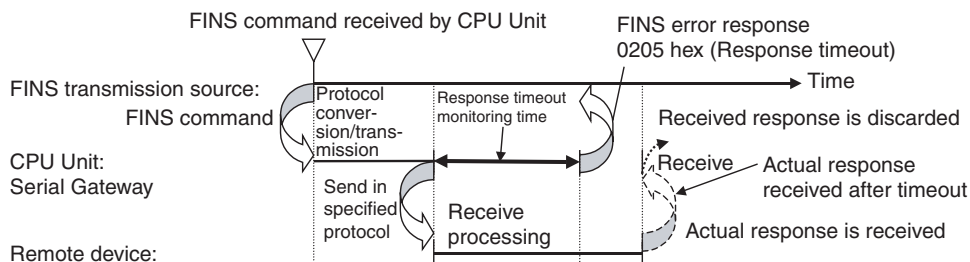 FINS command received by CPU Unit
FINS error response
0205 hex (Response timeout)
Time
FINS transmission source:
FINS command
Protocol
conver-
sion/trans-
mission
Response timeout
monitoring time
Received response is discarded
CPU Unit:
Serial Gateway
Receive
Actual response
received after timeout
Send in
specified
protocol
Receive
processing
Actual response is received
Remote device: